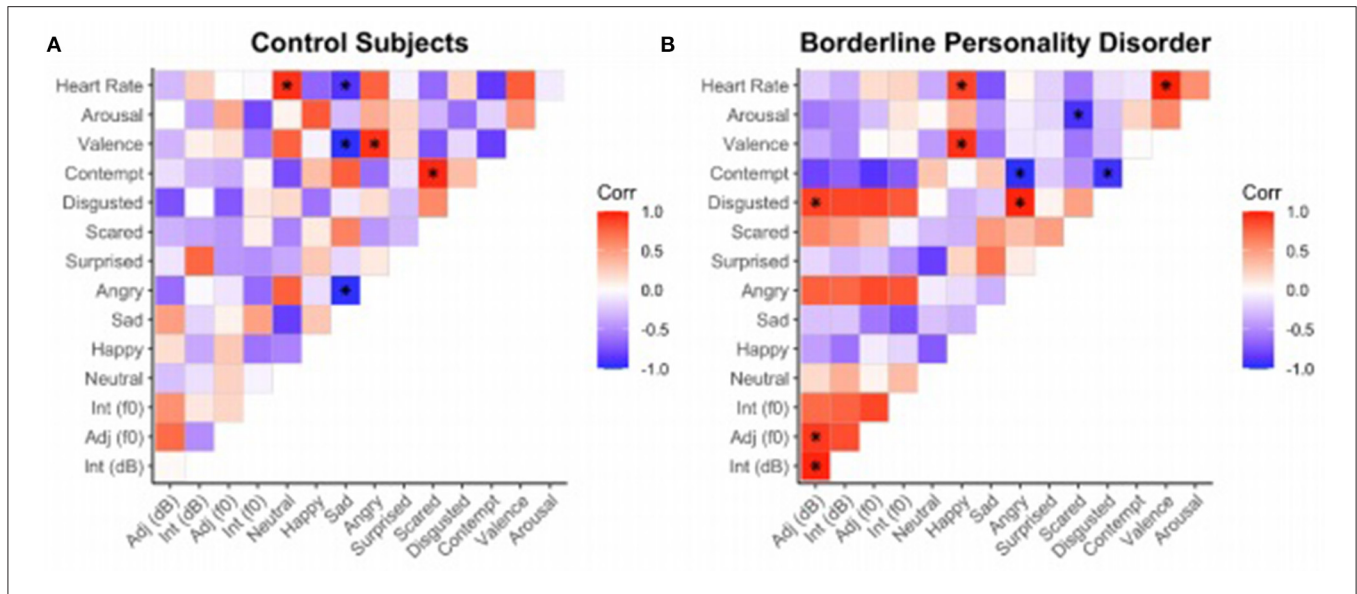 A
Control Subjects
Heart Rate
Arousal
Valence
Contempt
Disgusted
Scared
Surprised
Angry
Sad
Happy
Neutral
Int (f0)
Adj (f0)
Int (dB)
* *
* *
*
*
Adj (dB)
Int (dB)
Adj (f0)
Int (f0)
Neutral
Happy
Sad
Angry
Surprised
Scared
Disgusted
Contempt
Valence
Arousal
Corr
1.0
0.5
0.0
-0.5
-1.0
B
Borderline Personality Disorder
Heart Rate
Arousal
Valence
Contempt
Disgusted
Scared
Surprised
Angry
Sad
Happy
Neutral
Int (f0)
Adj (f0)
Int (dB)
* *
*
*
* *
* *
*
*
Adj (dB)
Int (dB)
Adj (f0)
Int (f0)
Neutral
Happy
Sad
Angry
Surprised
Scared
Disgusted
Contempt
Valence
Arousal
Corr
1.0
0.5
0.0
-0.5
-1.0